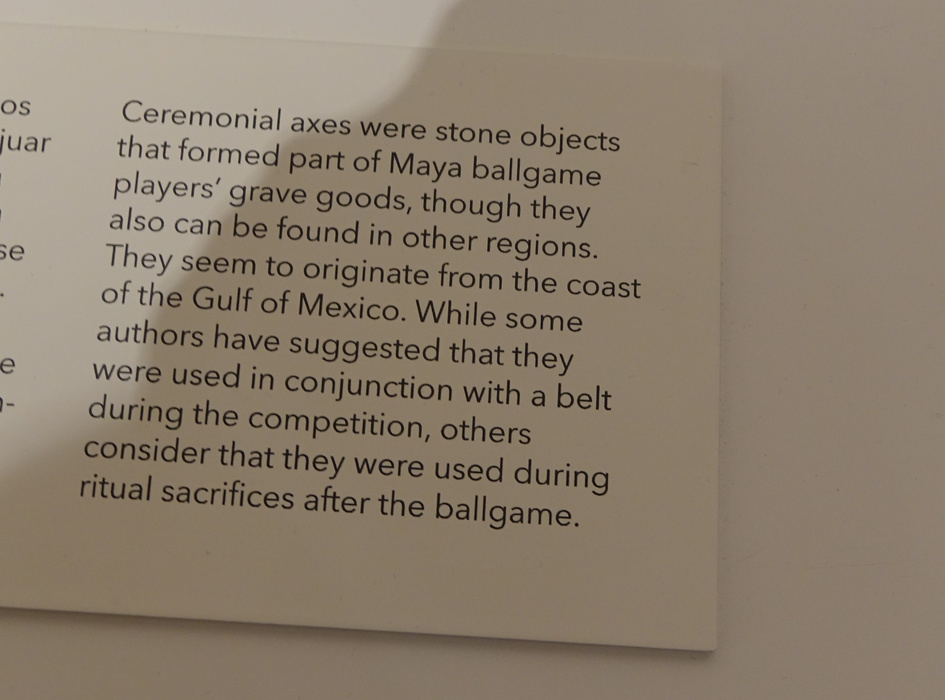 os
juar
se
e
Ceremonial axes were stone objects
that formed part of Maya ballgame
players’ grave goods, though they
also can be found in other regions.
They seem to originate from the coast
of the Gulf of Mexico. While some
authors have suggested that they
were used in conjunction with a belt
during the competition, others
consider that they were used during
ritual sacrifices after the ballgame.